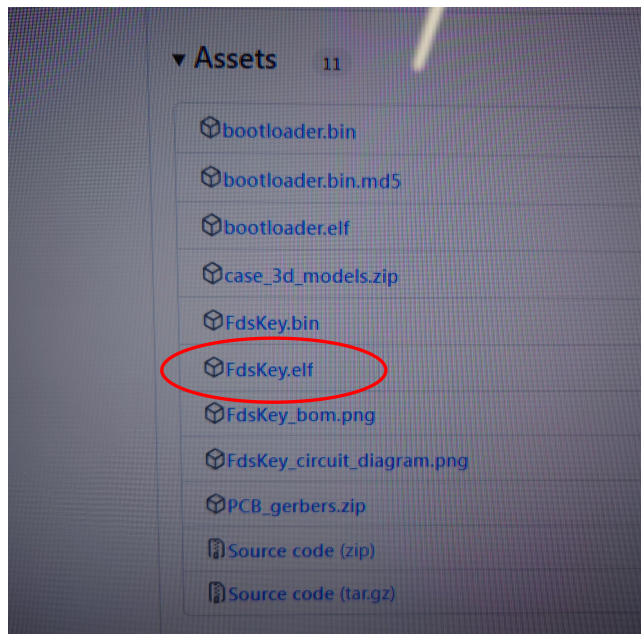 Assets 11
bootloader.bin
bootloader.bin.md5
bootloader.elf
case_3d_models.zip
FdsKey.bin
FdsKey.elf
FdsKey_bom.png
FdsKey_circuit_diagram.png
PCB_gerbers.zip
Source code (zip)
Source code (tar.gz)